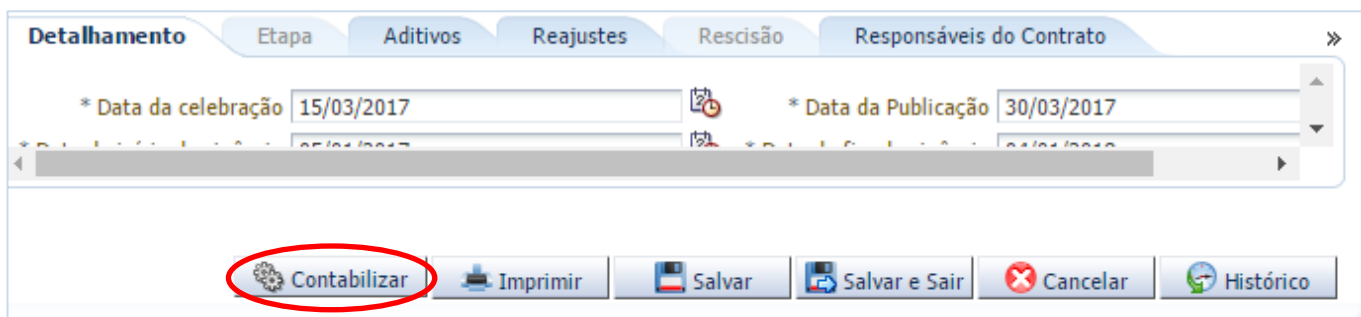 Detalhamento Etapa Aditivos Reajustes Rescisão Responsáveis do Contrato »
* Data da celebração 15/03/2017 * Data da Publicação 30/03/2017
Contabilizar Imprimir Salvar Salvar e Sair Cancelar Histórico